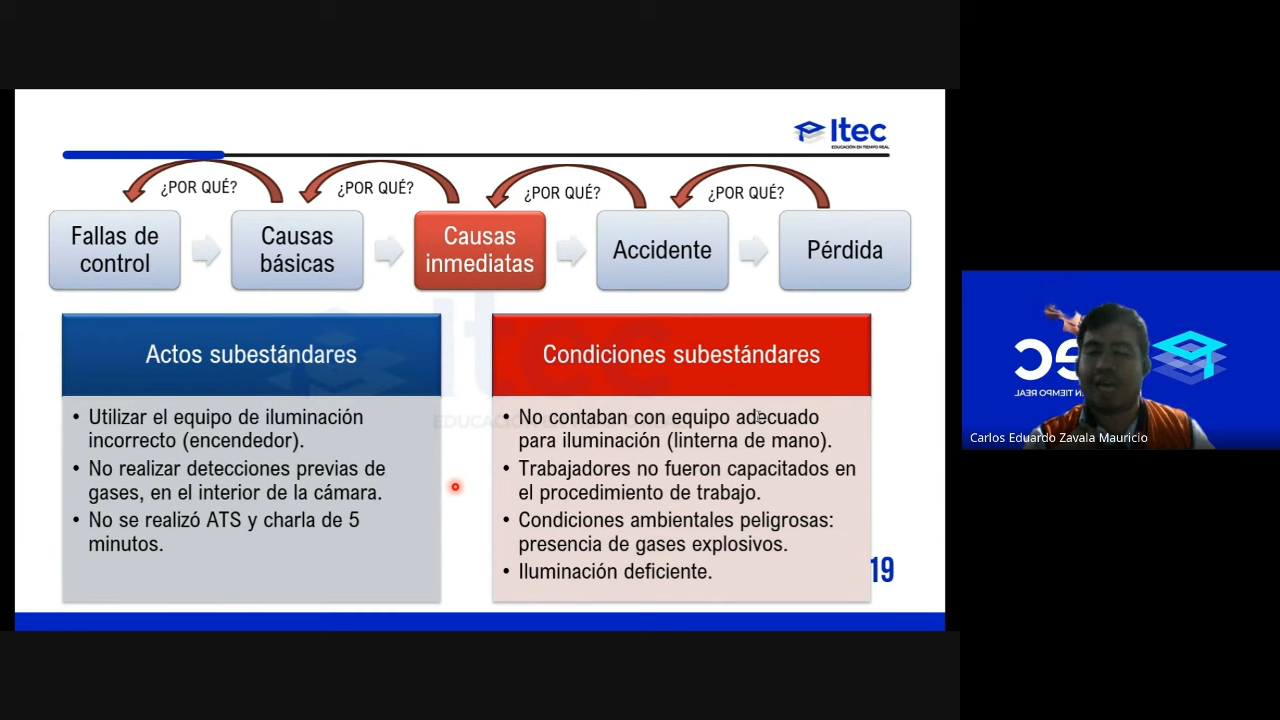 Itec
EDUCACIÓN EN TIEMPO REAL
¿POR QUÉ?
¿POR QUÉ?
¿POR QUÉ?
¿POR QUÉ?
Fallas de
control
Causas
básicas
Causas
inmediatas
Accidente
Pérdida
Actos subestándares
• Utilizar el equipo de iluminación
incorrecto (encendedor).
• No realizar detecciones previas de
gases, en el interior de la cámara.
• No se realizó ATS y charla de 5
minutos.
Condiciones subestándares
• No contaban con equipo adecuado
para iluminación (linterna de mano).
• Trabajadores no fueron capacitados en
el procedimiento de trabajo.
• Condiciones ambientales peligrosas:
presencia de gases explosivos.
• Iluminación deficiente.
19
Carlos Eduardo Zavala Mauricio